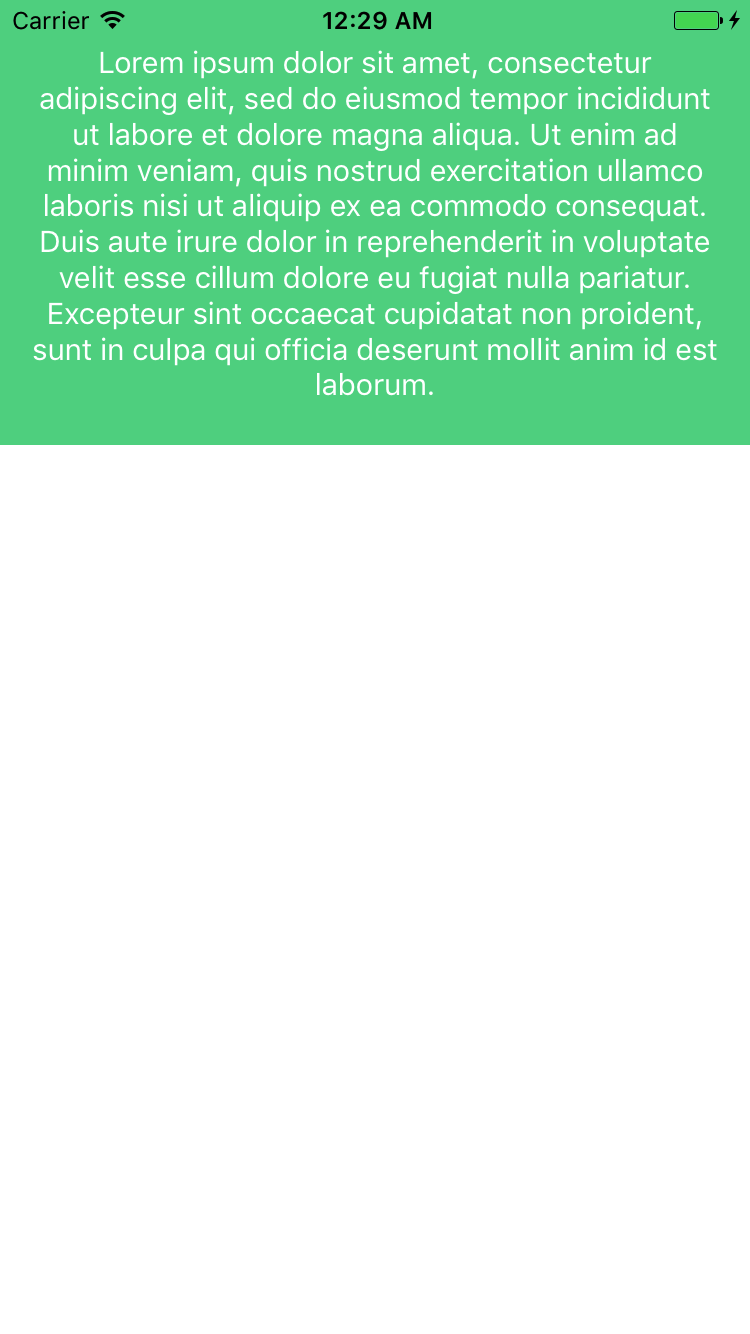 Carrier 12:29 AM
Lorem ipsum dolor sit amet, consectetur
adipiscing elit, sed do eiusmod tempor incididunt
ut labore et dolore magna aliqua. Ut enim ad
minim veniam, quis nostrud exercitation ullamco
laboris nisi ut aliquip ex ea commodo consequat.
Duis aute irure dolor in reprehenderit in voluptate
velit esse cillum dolore eu fugiat nulla pariatur.
Excepteur sint occaecat cupidatat non proident,
sunt in culpa qui officia deserunt mollit anim id est
laborum.